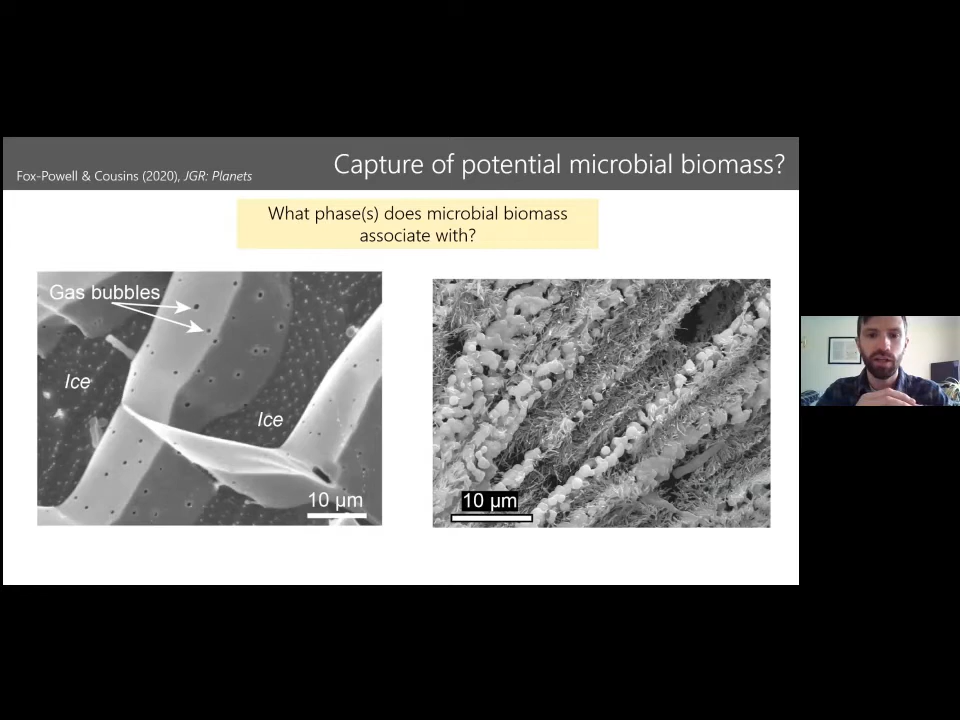 Capture of potential microbial biomass?
Fox-Powell & Cousins (2020), JGR: Planets
What phase(s) does microbial biomass
associate with?
Gas bubbles
Ice
Ice
10 µm
10 µm